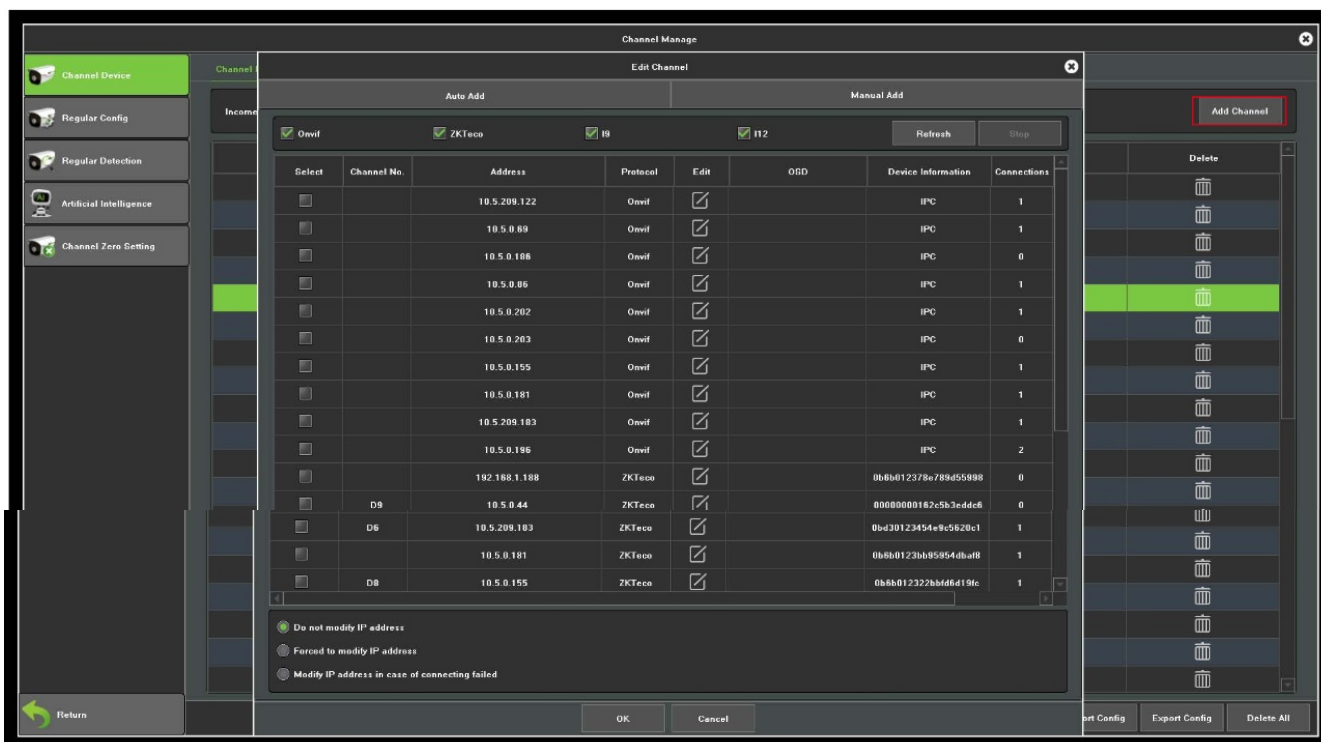 Channel Manage
Channel Device
Regular Config
Regular Detection
Artificial Intelligence
Channel Zero Setting
Return
Channel
Edit Channel
Auto Add Manual Add
Add Channel
Onvif ZKTeco I9 I12 Refresh Stop
Delete
Select Channel No. Address Protocol Edit OSD Device Information Connections
10.5.209.122 Onvif IPC 1
10.5.0.69 Onvif IPC 1
10.5.0.186 Onvif IPC 0
10.5.0.86 Onvif IPC 1
10.5.0.202 Onvif IPC 1
10.5.0.203 Onvif IPC 0
10.5.0.155 Onvif IPC 1
10.5.0.181 Onvif IPC 1
10.5.209.183 Onvif IPC 1
10.5.0.196 Onvif IPC 2
192.168.1.188 ZKTeco 0b6b012378e789d55998 0
D9 10.5.0.44 ZKTeco 00000000162c5b3eddc6 0
D6 10.5.209.183 ZKTeco 0bd30123454e9c5620c1 1
10.5.0.181 ZKTeco 0b6b0123bb95954dbaf8 1
D8 10.5.0.155 ZKTeco 0b6b012322bbfd6d19fc 1
Do not modify IP address
Forced to modify IP address
Modify IP address in case of connecting failed
OK Cancel
Config Export Config Delete All